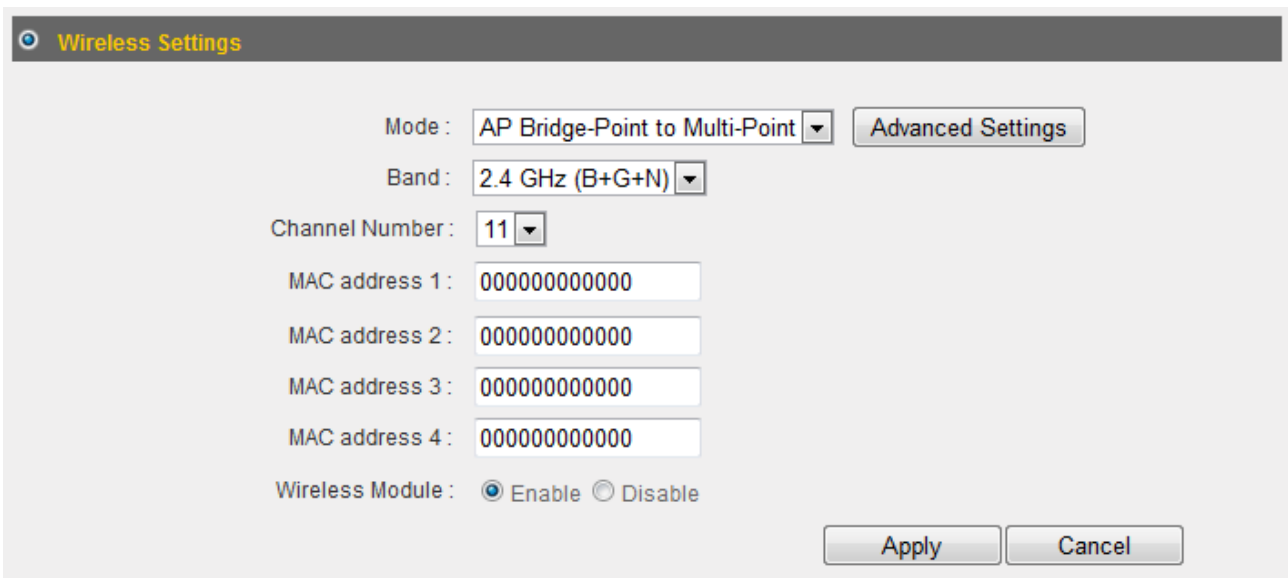 Wireless Settings
Mode : AP Bridge-Point to Multi-Point Advanced Settings
Band : 2.4 GHz (B+G+N)
Channel Number : 11
MAC address 1 : 000000000000
MAC address 2 : 000000000000
MAC address 3 : 000000000000
MAC address 4 : 000000000000
Wireless Module : Enable Disable
Apply Cancel